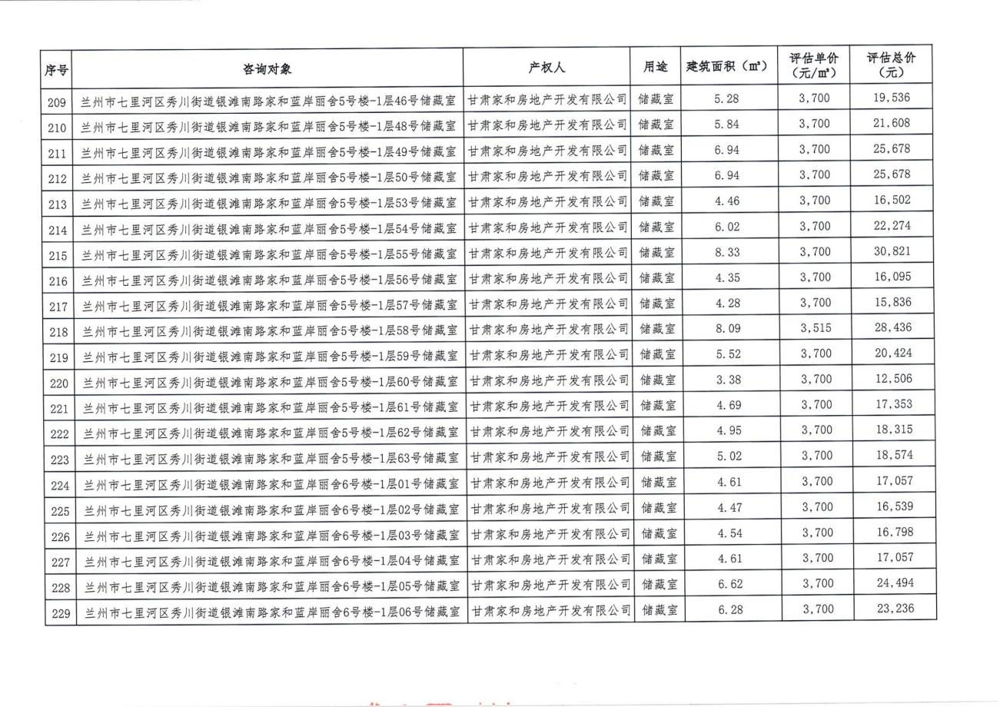 序号 咨询对象 产权人 用途 建筑面积（㎡） 评估单价（元/㎡） 评估总价（元）
209 兰州市七里河区秀川街道银滩南路家和蓝岸丽舍5号楼-1层46号储藏室 甘肃家和房地产开发有限公司 储藏室 5.28 3,700 19,536
210 兰州市七里河区秀川街道银滩南路家和蓝岸丽舍5号楼-1层48号储藏室 甘肃家和房地产开发有限公司 储藏室 5.84 3,700 21,608
211 兰州市七里河区秀川街道银滩南路家和蓝岸丽舍5号楼-1层49号储藏室 甘肃家和房地产开发有限公司 储藏室 6.94 3,700 25,678
212 兰州市七里河区秀川街道银滩南路家和蓝岸丽舍5号楼-1层50号储藏室 甘肃家和房地产开发有限公司 储藏室 6.94 3,700 25,678
213 兰州市七里河区秀川街道银滩南路家和蓝岸丽舍5号楼-1层53号储藏室 甘肃家和房地产开发有限公司 储藏室 4.46 3,700 16,502
214 兰州市七里河区秀川街道银滩南路家和蓝岸丽舍5号楼-1层54号储藏室 甘肃家和房地产开发有限公司 储藏室 6.02 3,700 22,274
215 兰州市七里河区秀川街道银滩南路家和蓝岸丽舍5号楼-1层55号储藏室 甘肃家和房地产开发有限公司 储藏室 8.33 3,700 30,821
216 兰州市七里河区秀川街道银滩南路家和蓝岸丽舍5号楼-1层56号储藏室 甘肃家和房地产开发有限公司 储藏室 4.35 3,700 16,095
217 兰州市七里河区秀川街道银滩南路家和蓝岸丽舍5号楼-1层57号储藏室 甘肃家和房地产开发有限公司 储藏室 4.28 3,700 15,836
218 兰州市七里河区秀川街道银滩南路家和蓝岸丽舍5号楼-1层58号储藏室 甘肃家和房地产开发有限公司 储藏室 8.09 3,515 28,436
219 兰州市七里河区秀川街道银滩南路家和蓝岸丽舍5号楼-1层59号储藏室 甘肃家和房地产开发有限公司 储藏室 5.52 3,700 20,424
220 兰州市七里河区秀川街道银滩南路家和蓝岸丽舍5号楼-1层60号储藏室 甘肃家和房地产开发有限公司 储藏室 3.38 3,700 12,506
221 兰州市七里河区秀川街道银滩南路家和蓝岸丽舍5号楼-1层61号储藏室 甘肃家和房地产开发有限公司 储藏室 4.69 3,700 17,353
222 兰州市七里河区秀川街道银滩南路家和蓝岸丽舍5号楼-1层62号储藏室 甘肃家和房地产开发有限公司 储藏室 4.95 3,700 18,315
223 兰州市七里河区秀川街道银滩南路家和蓝岸丽舍5号楼-1层63号储藏室 甘肃家和房地产开发有限公司 储藏室 5.02 3,700 18,574
224 兰州市七里河区秀川街道银滩南路家和蓝岸丽舍6号楼-1层01号储藏室 甘肃家和房地产开发有限公司 储藏室 4.61 3,700 17,057
225 兰州市七里河区秀川街道银滩南路家和蓝岸丽舍6号楼-1层02号储藏室 甘肃家和房地产开发有限公司 储藏室 4.47 3,700 16,539
226 兰州市七里河区秀川街道银滩南路家和蓝岸丽舍6号楼-1层03号储藏室 甘肃家和房地产开发有限公司 储藏室 4.54 3,700 16,798
227 兰州市七里河区秀川街道银滩南路家和蓝岸丽舍6号楼-1层04号储藏室 甘肃家和房地产开发有限公司 储藏室 4.61 3,700 17,057
228 兰州市七里河区秀川街道银滩南路家和蓝岸丽舍6号楼-1层05号储藏室 甘肃家和房地产开发有限公司 储藏室 6.62 3,700 24,494
229 兰州市七里河区秀川街道银滩南路家和蓝岸丽舍6号楼-1层06号储藏室 甘肃家和房地产开发有限公司 储藏室 6.28 3,700 23,236